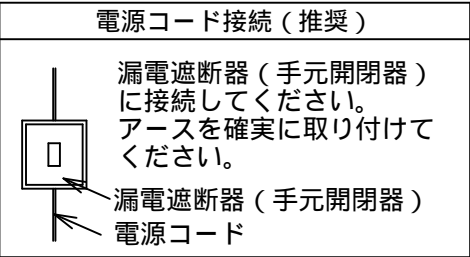 電源コード接続（推奨）
漏電遮断器（手元開閉器）
に接続してください。
アースを確実に取り付けて
ください。
漏電遮断器（手元開閉器）
電源コード